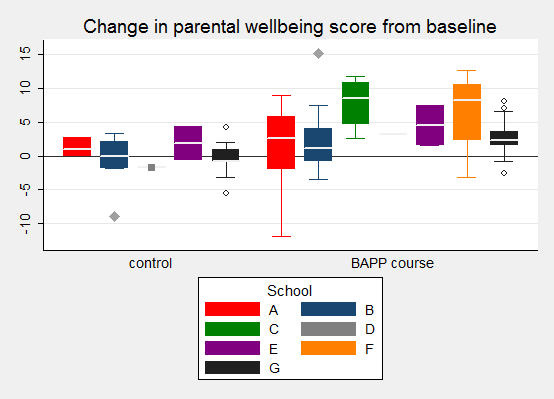 Change in parental wellbeing score from baseline
15
10
5
0
-5
-10
control BAPP course
School
A B
C D
E F
G